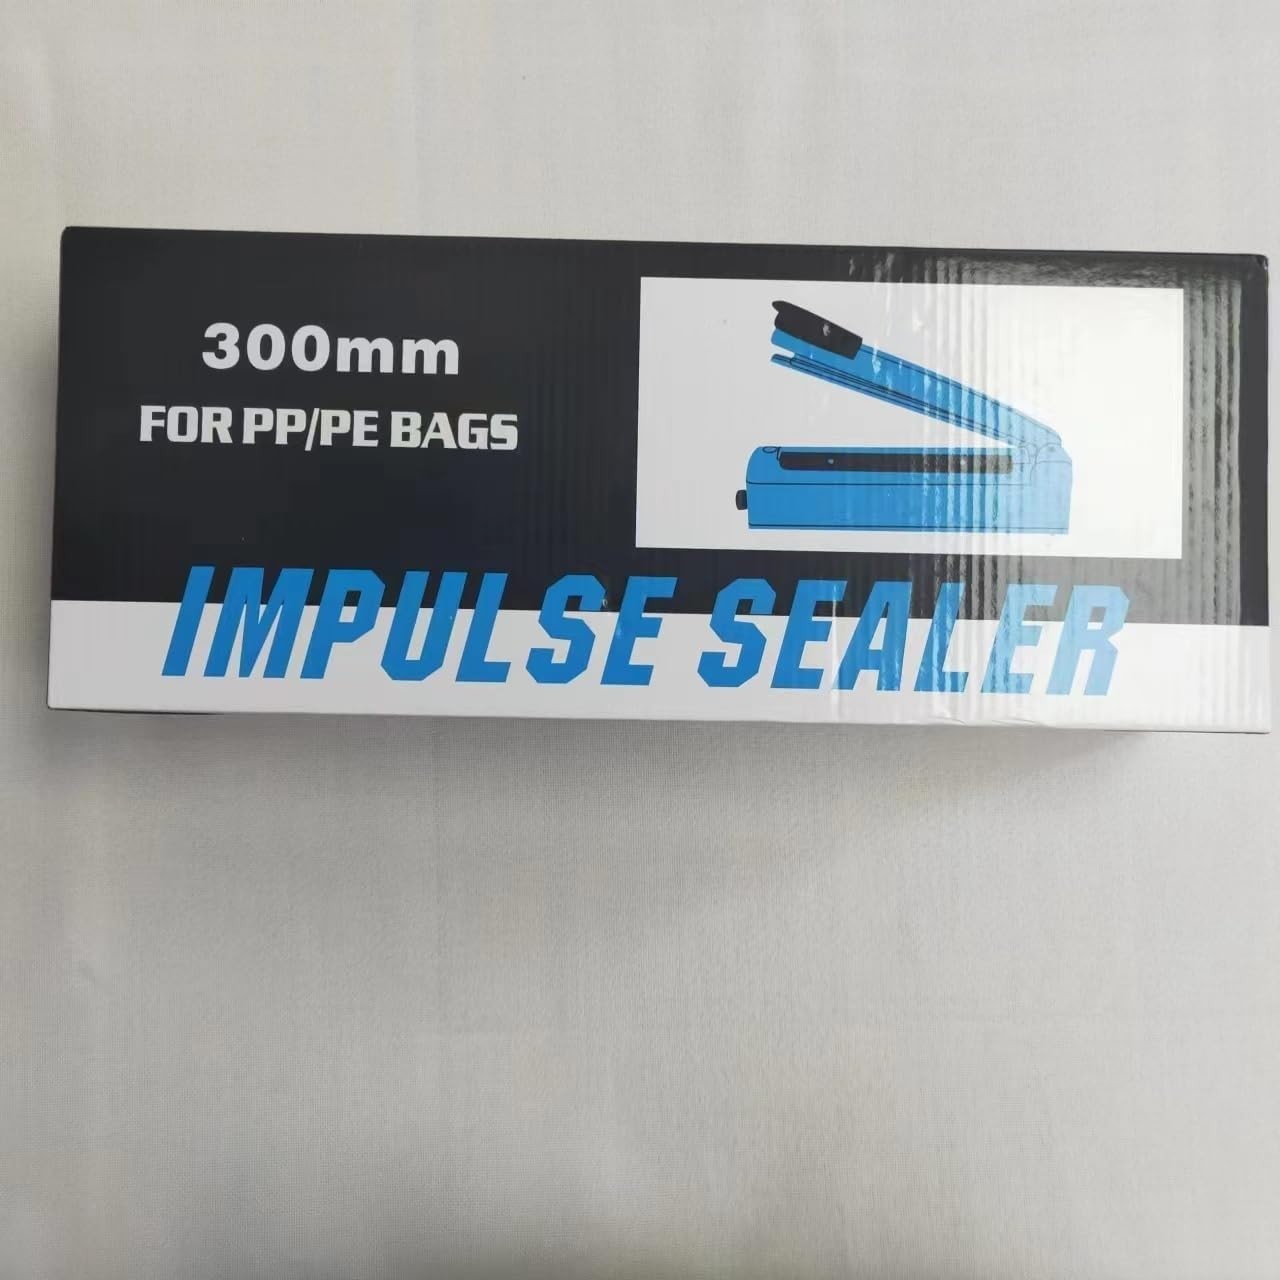 300mm
FOR PP/PE BAGS
IMPULSE SEALER